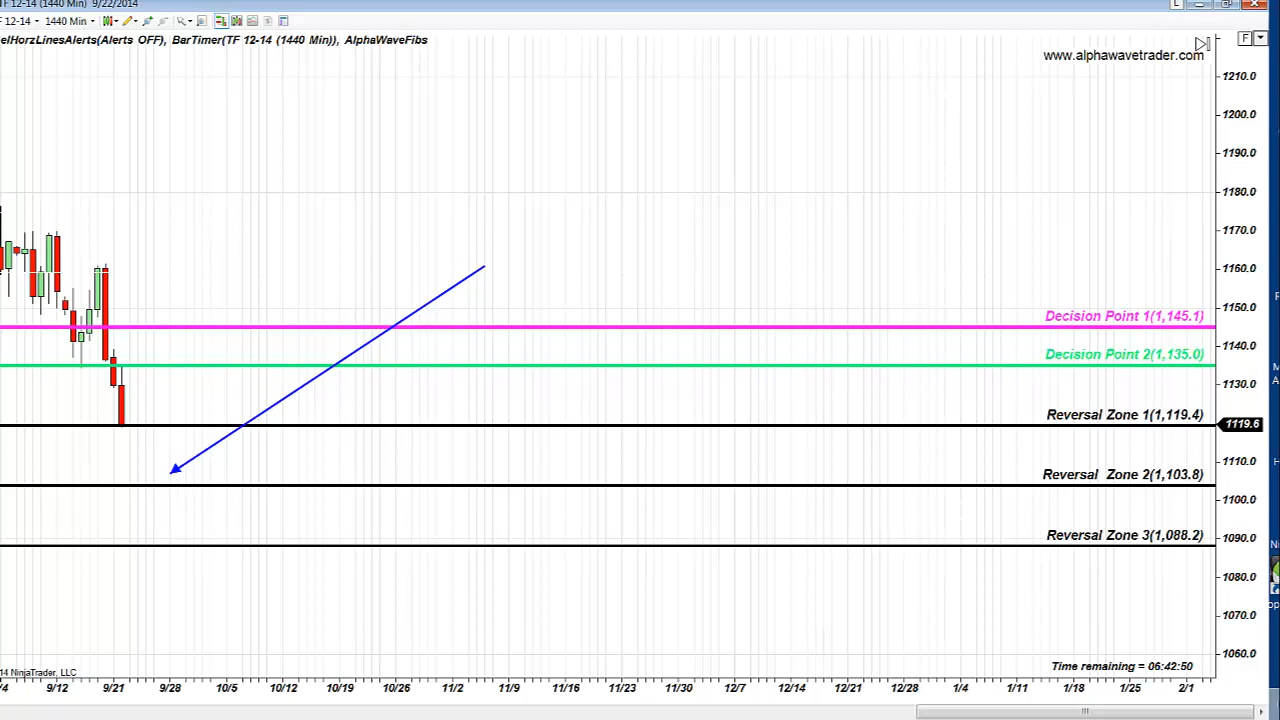 TF 12-14 (1440 Min)  9/22/2014
F 12-14 1440 Min
elHorzLinesAlerts(Alerts OFF), BarTimer(TF 12-14 (1440 Min)), AlphaWaveFibs
F
www.alphawavetrader.com
1210.0
1200.0
1190.0
1180.0
1170.0
1160.0
1150.0
Decision Point 1(1,145.1)
1140.0
Decision Point 2(1,135.0)
1130.0
Reversal Zone 1(1,119.4)
1119.6
1110.0
Reversal  Zone 2(1,103.8)
1100.0
Reversal Zone 3(1,088.2)
1090.0
1080.0
1070.0
1060.0
Time remaining = 06:42:50
14 NinjaTrader, LLC
/4 9/12 9/21 9/28 10/5 10/12 10/19 10/26 11/2 11/9 11/16 11/23 11/30 12/7 12/14 12/21 12/28 1/4 1/11 1/18 1/25 2/1